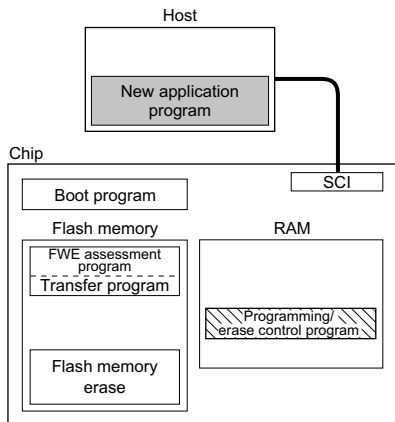 Host
New application
program
Chip
SCI
Boot program
Flash memory
RAM
FWE assessment
program
Transfer program
Programming/
erase control program
Flash memory
erase